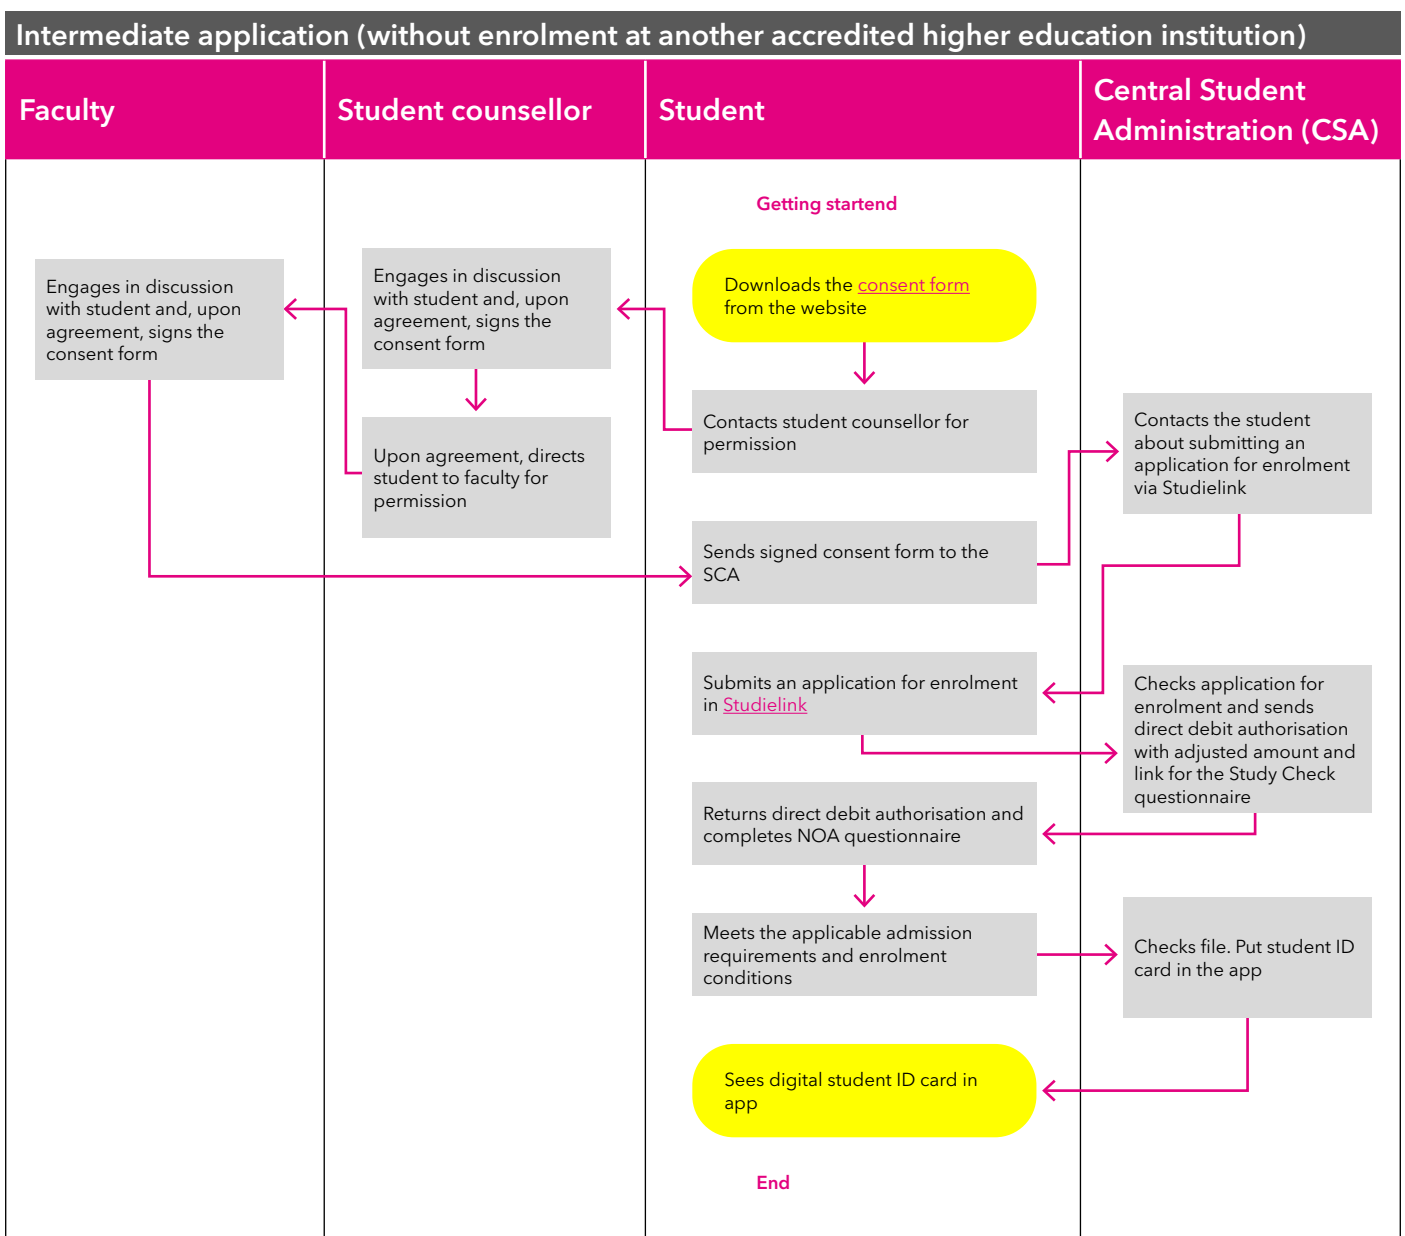 Intermediate application (without enrolment at another accredited higher education institution)
Faculty
Student counsellor
Student
Central Student
Administration (CSA)
Getting startend
Downloads the consent form
from the website
Contacts student counsellor for
permission
Engages in discussion
with student and, upon
agreement, signs the
consent form
Upon agreement, directs
student to faculty for
permission
Engages in discussion
with student and, upon
agreement, signs the
consent form
Sends signed consent form to the
SCA
Contacts the student
about submitting an
application for enrolment
via Studielink
Submits an application for enrolment
in Studielink
Checks application for
enrolment and sends
direct debit authorisation
with adjusted amount and
link for the Study Check
questionnaire
Returns direct debit authorisation and
completes NOA questionnaire
Meets the applicable admission
requirements and enrolment
conditions
Checks file. Put student ID
card in the app
Sees digital student ID card in
app
End